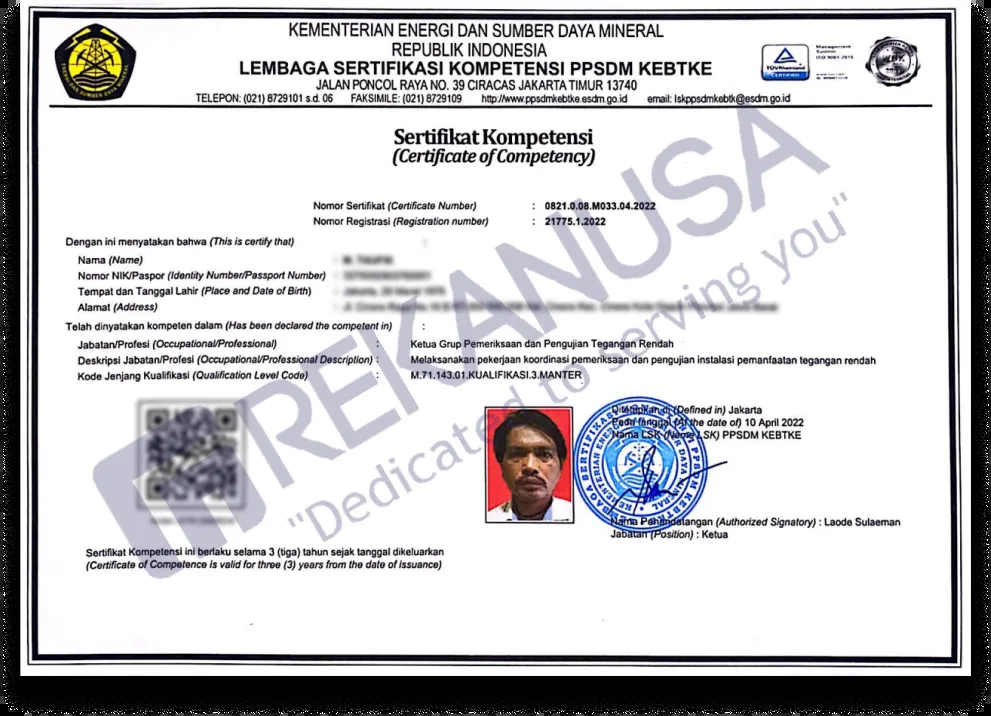 KEMENTERIAN ENERGI DAN SUMBER DAYA MINERAL
REPUBLIK INDONESIA
LEMBAGA SERTIFIKASI KOMPETENSI PPSDM KEBTKE
JALAN PONCOL RAYA NO. 39 CIRACAS JAKARTA TIMUR 13740
TELEPON: (021) 8729101 s.d. 06 FAKSIMILE: (021) 8729109 http://www.ppsdmkebtke.esdm.go.id email: lskppsdmkebtk@esdm.go.id
TÜVRheinland
CERTIFIED
Management
System
ISO 9001:2015
Sertifikat Kompetensi
(Certificate of Competency)
Nomor Sertifikat (Certificate Number) : 0821.0.08.M033.04.2022
Nomor Registrasi (Registration number) : 21775.1.2022
Dengan ini menyatakan bahwa (This is certify that)
Nama (Name)
Nomor NIK/Paspor (Identity Number/Passport Number)
Tempat dan Tanggal Lahir (Place and Date of Birth)
Alamat (Address)
Telah dinyatakan kompeten dalam (Has been declared the competent in) :
Jabatan/Profesi (Occupational/Professional) : Ketua Grup Pemeriksaan dan Pengujian Tegangan Rendah
Deskripsi Jabatan/Profesi (Occupational/Professional Description) : Melaksanakan pekerjaan koordinasi pemeriksaan dan pengujian instalasi pemanfaatan tegangan rendah
Kode Jenjang Kualifikasi (Qualification Level Code) : M.71.143.01.KUALIFIKASI.3.MANTER
Ditetapkan di (Defined in) Jakarta
Pada tanggal (At the date of) 10 April 2022
Nama LSK (Name LSK) PPSDM KEBTKE
Nama Penandatangan (Authorized Signatory) : Laode Sulaeman
Jabatan (Position) : Ketua
Sertifikat Kompetensi ini berlaku selama 3 (tiga) tahun sejak tanggal dikeluarkan
(Certificate of Competence is valid for three (3) years from the date of issuance)
REKANUSA
"Dedicated to serving you"